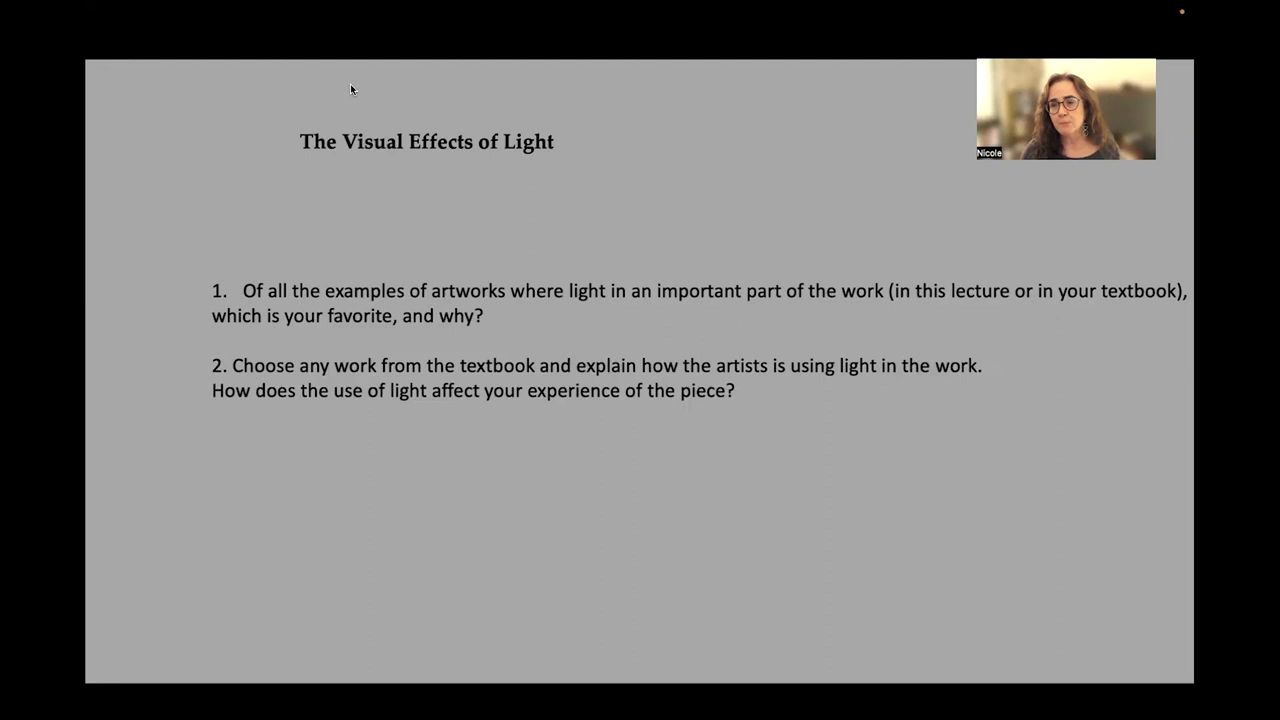 The Visual Effects of Light
Nicole
1. Of all the examples of artworks where light in an important part of the work (in this lecture or in your textbook),
which is your favorite, and why?
2. Choose any work from the textbook and explain how the artists is using light in the work.
How does the use of light affect your experience of the piece?